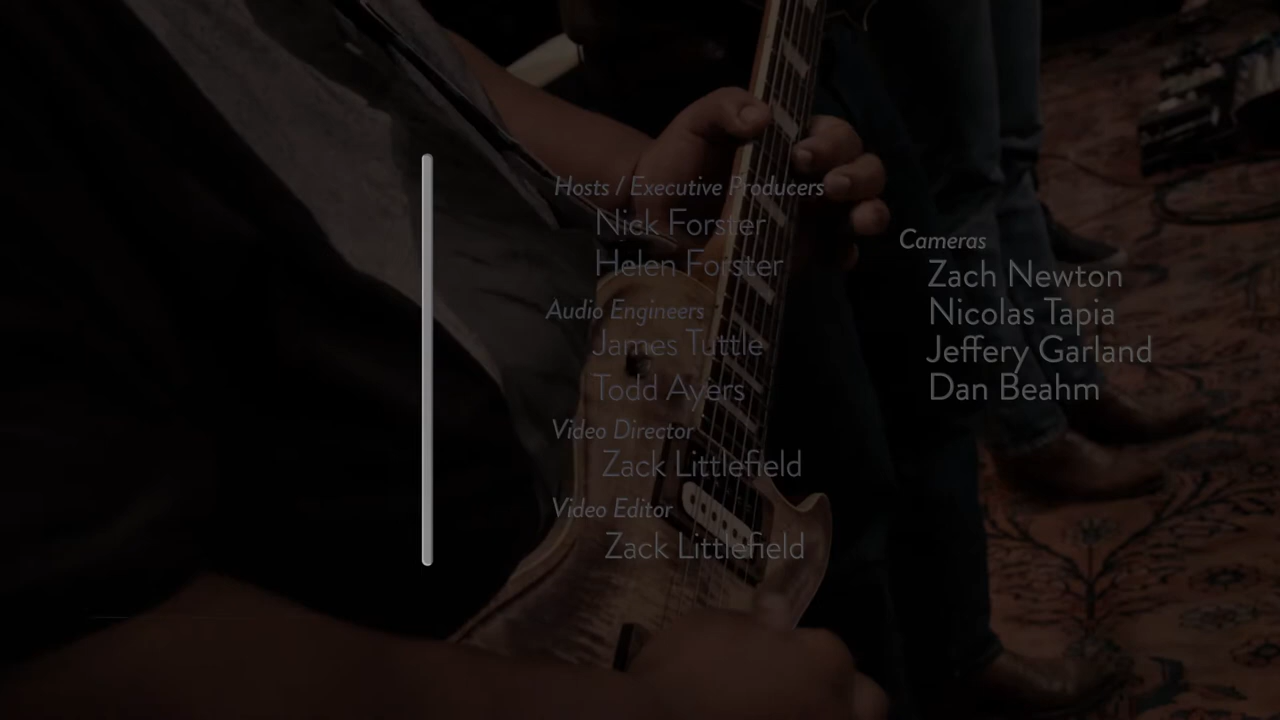 Hosts / Executive Producers
Nick Forster
Helen Forster
Audio Engineers
James Tuttle
Todd Ayers
Video Director
Zack Littlefield
Video Editor
Zack Littlefield
Cameras
Zach Newton
Nicolas Tapia
Jeffery Garland
Dan Beahm